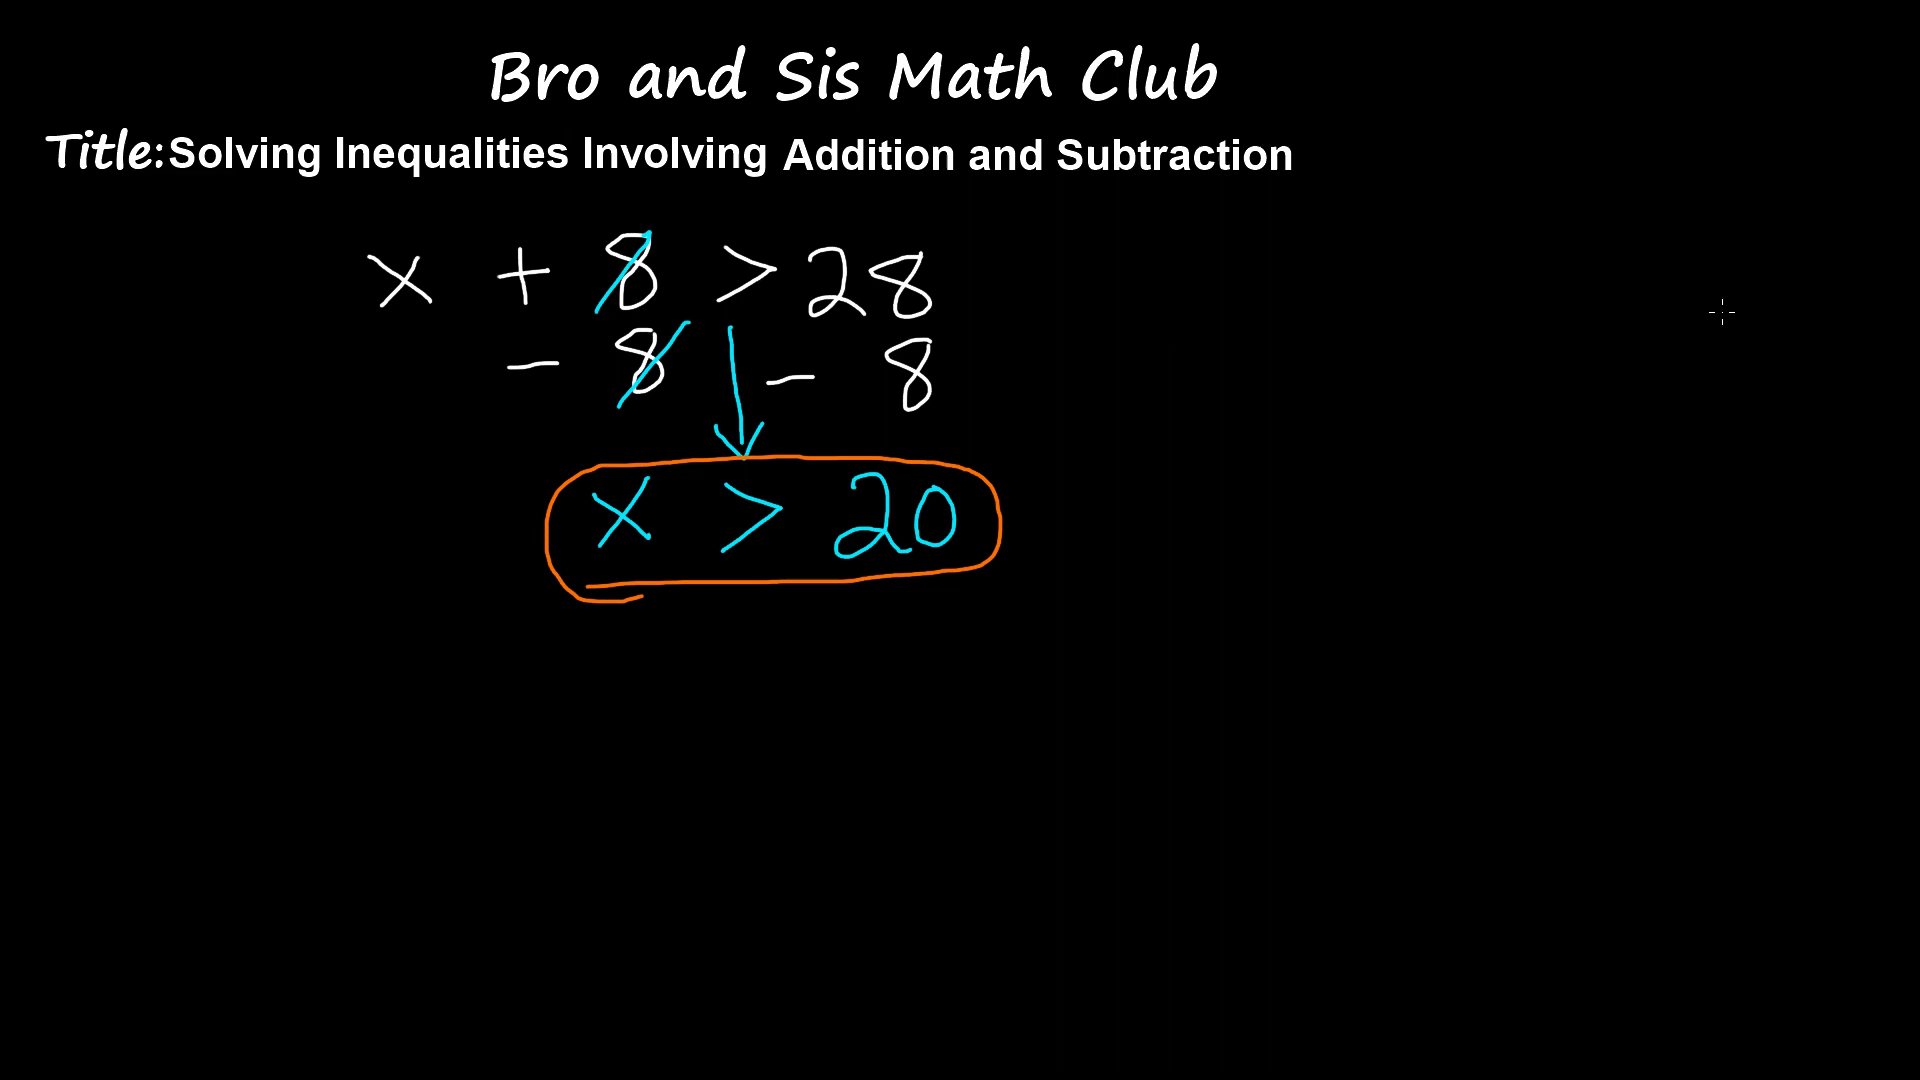 Bro and Sis Math Club
Title:Solving Inequalities Involving Addition and Subtraction
x + 8 > 28
- 8 - 8
x > 20